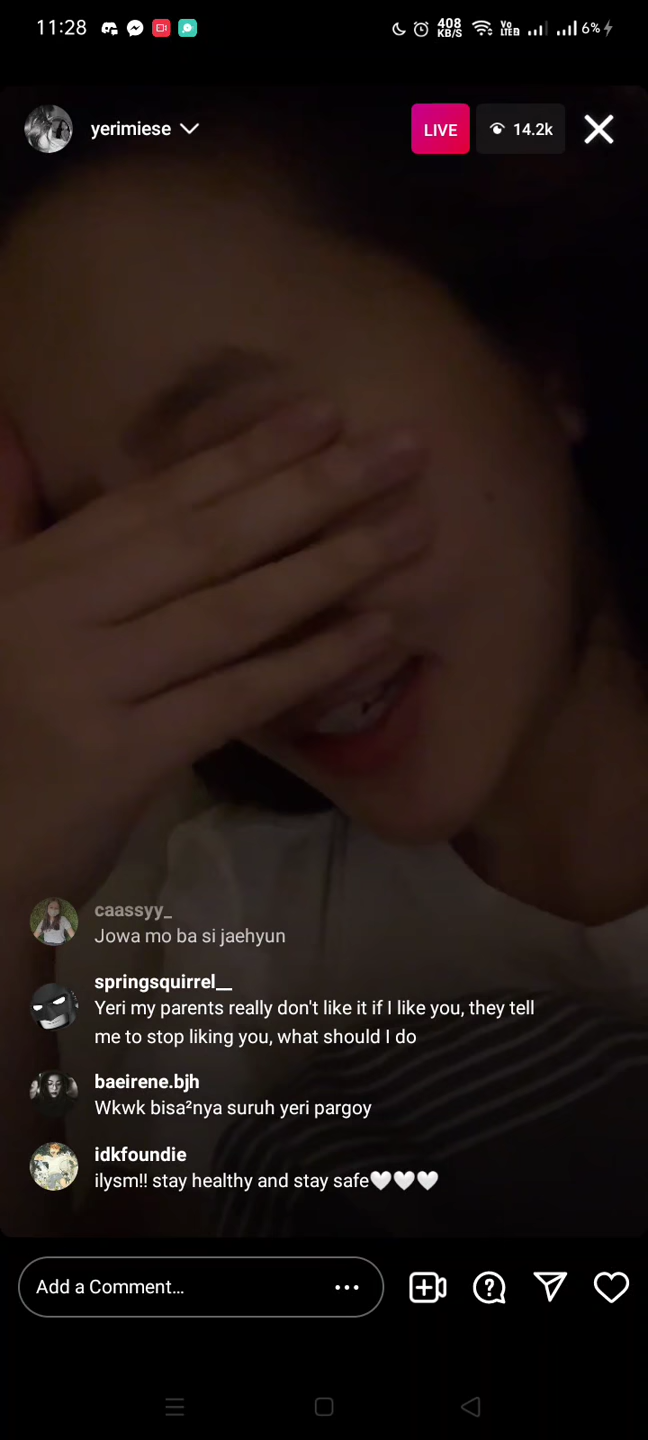 11:28
408
KB/S
Vo
LTE2
6%
yerimiese
LIVE
14.2k
caassyy_
Jowa mo ba si jaehyun
springsquirrel__
Yeri my parents really don't like it if I like you, they tell
me to stop liking you, what should I do
baeirene.bjh
Wkwk bisa²nya suruh yeri pargoy
idkfoundie
ilysm!! stay healthy and stay safe🤍🤍🤍
Add a Comment...